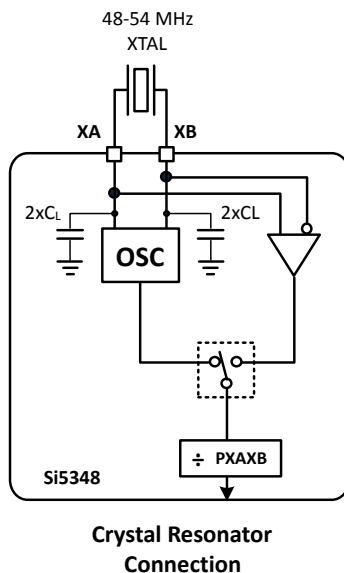 48-54 MHz
XTAL
XA XB
2xCL 2xCL
OSC
÷ PXAXB
Si5348
Crystal Resonator
Connection